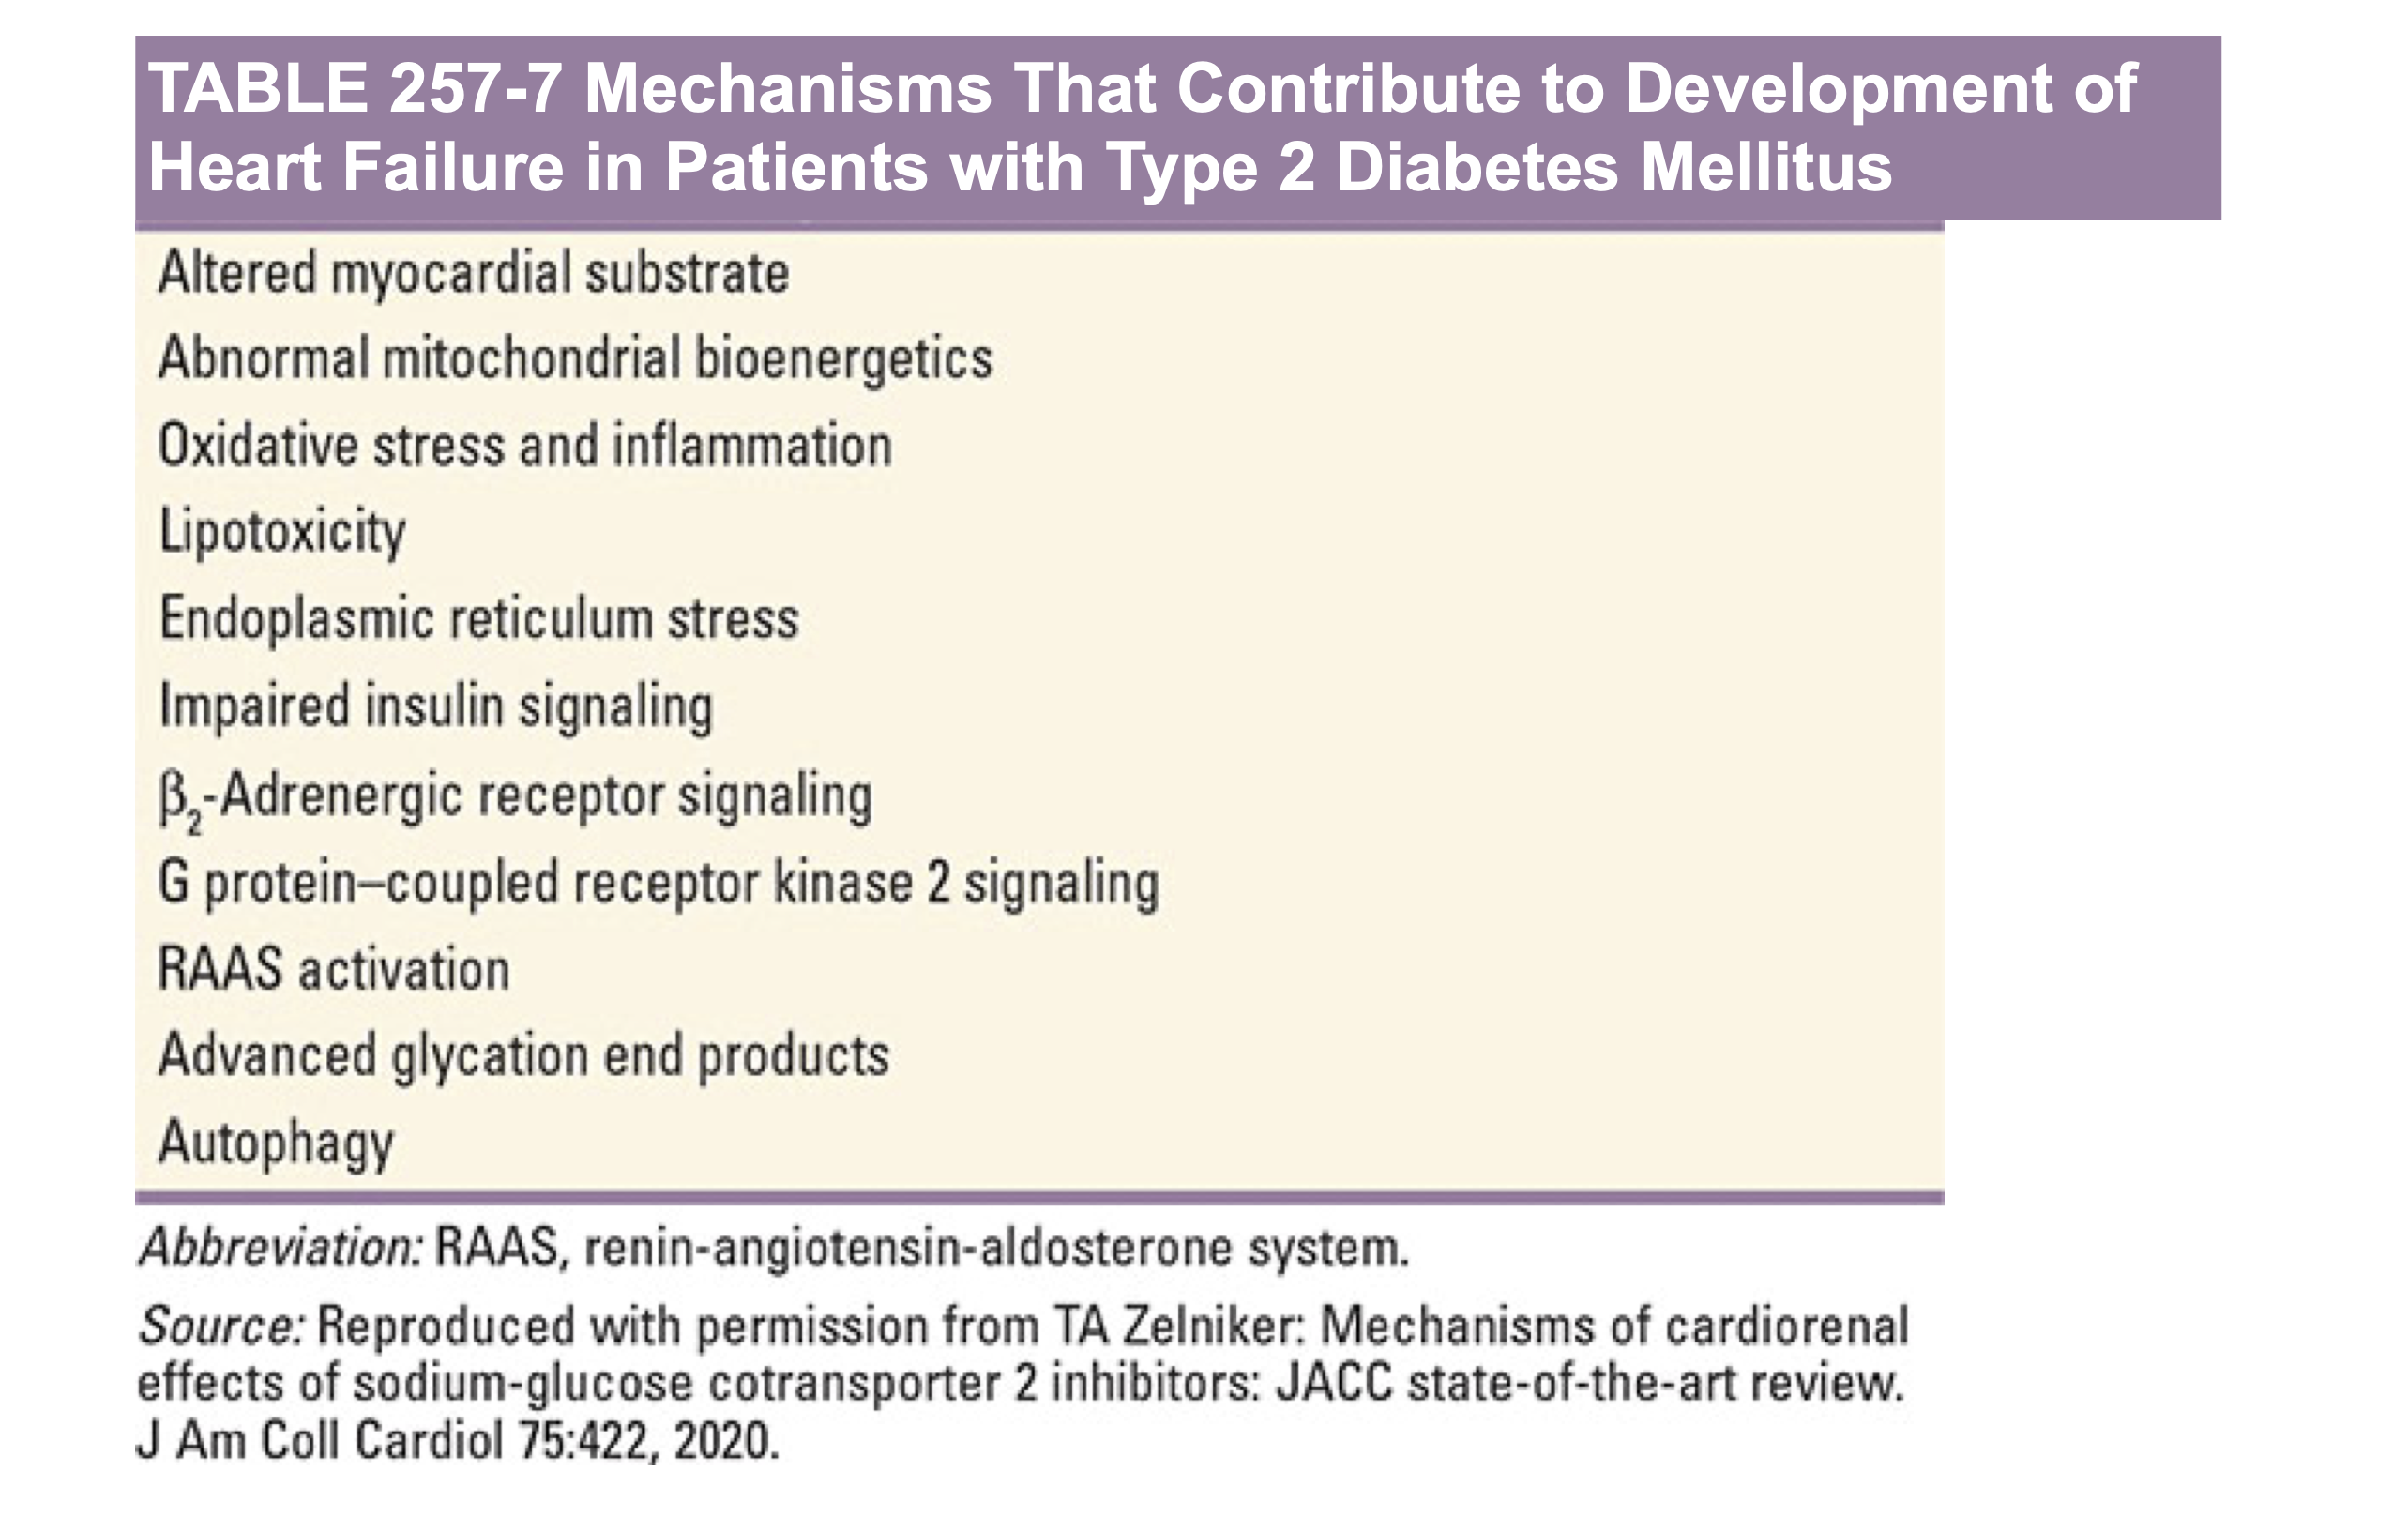 TABLE 257-7 Mechanisms That Contribute to Development of
Heart Failure in Patients with Type 2 Diabetes Mellitus
Altered myocardial substrate
Abnormal mitochondrial bioenergetics
Oxidative stress and inflammation
Lipotoxicity
Endoplasmic reticulum stress
Impaired insulin signaling
β₂-Adrenergic receptor signaling
G protein–coupled receptor kinase 2 signaling
RAAS activation
Advanced glycation end products
Autophagy
Abbreviation: RAAS, renin-angiotensin-aldosterone system.
Source: Reproduced with permission from TA Zelniker: Mechanisms of cardiorenal
effects of sodium-glucose cotransporter 2 inhibitors: JACC state-of-the-art review.
J Am Coll Cardiol 75:422, 2020.